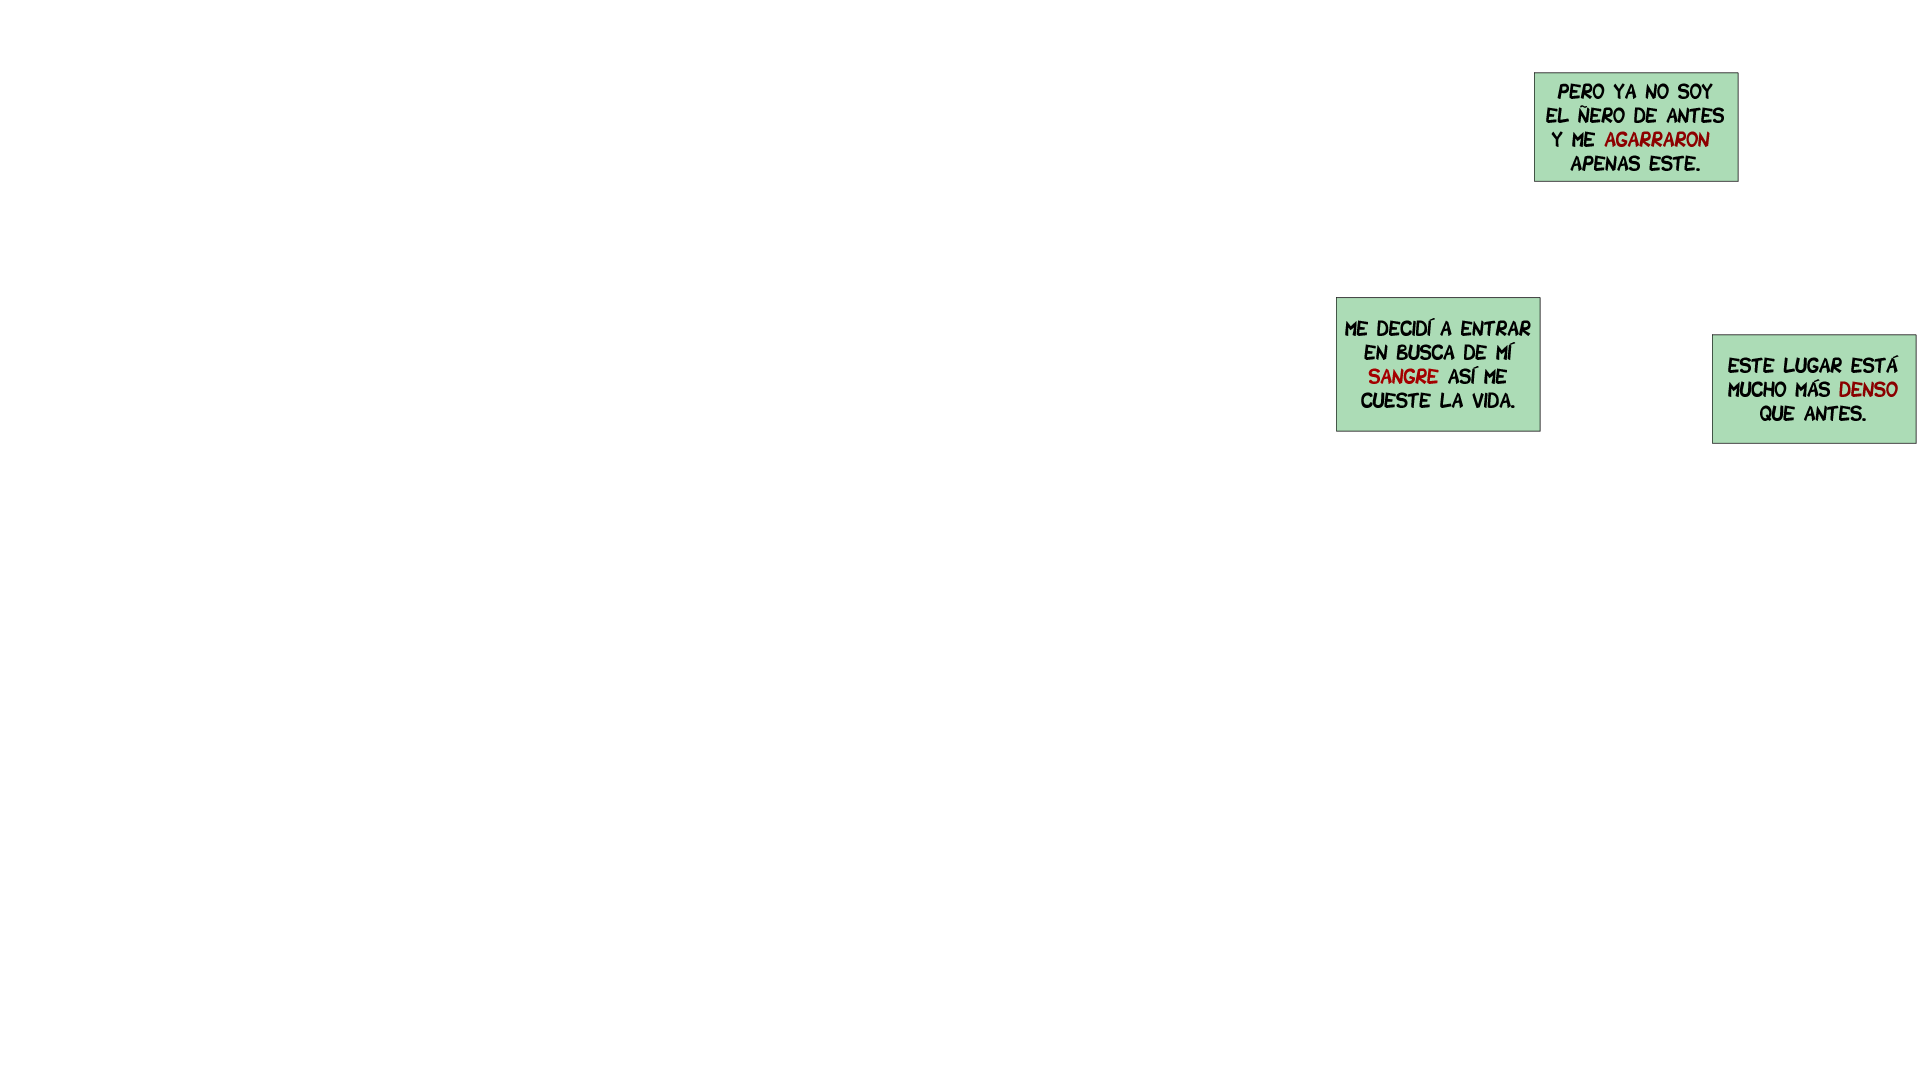 PERO YA NO SOY
EL ÑERO DE ANTES
Y ME AGARRARON
APENAS ESTE.
ME DECIDÍ A ENTRAR
EN BUSCA DE MÍ
SANGRE ASÍ ME
CUESTE LA VIDA.
ESTE LUGAR ESTÁ
MUCHO MÁS DENSO
QUE ANTES.